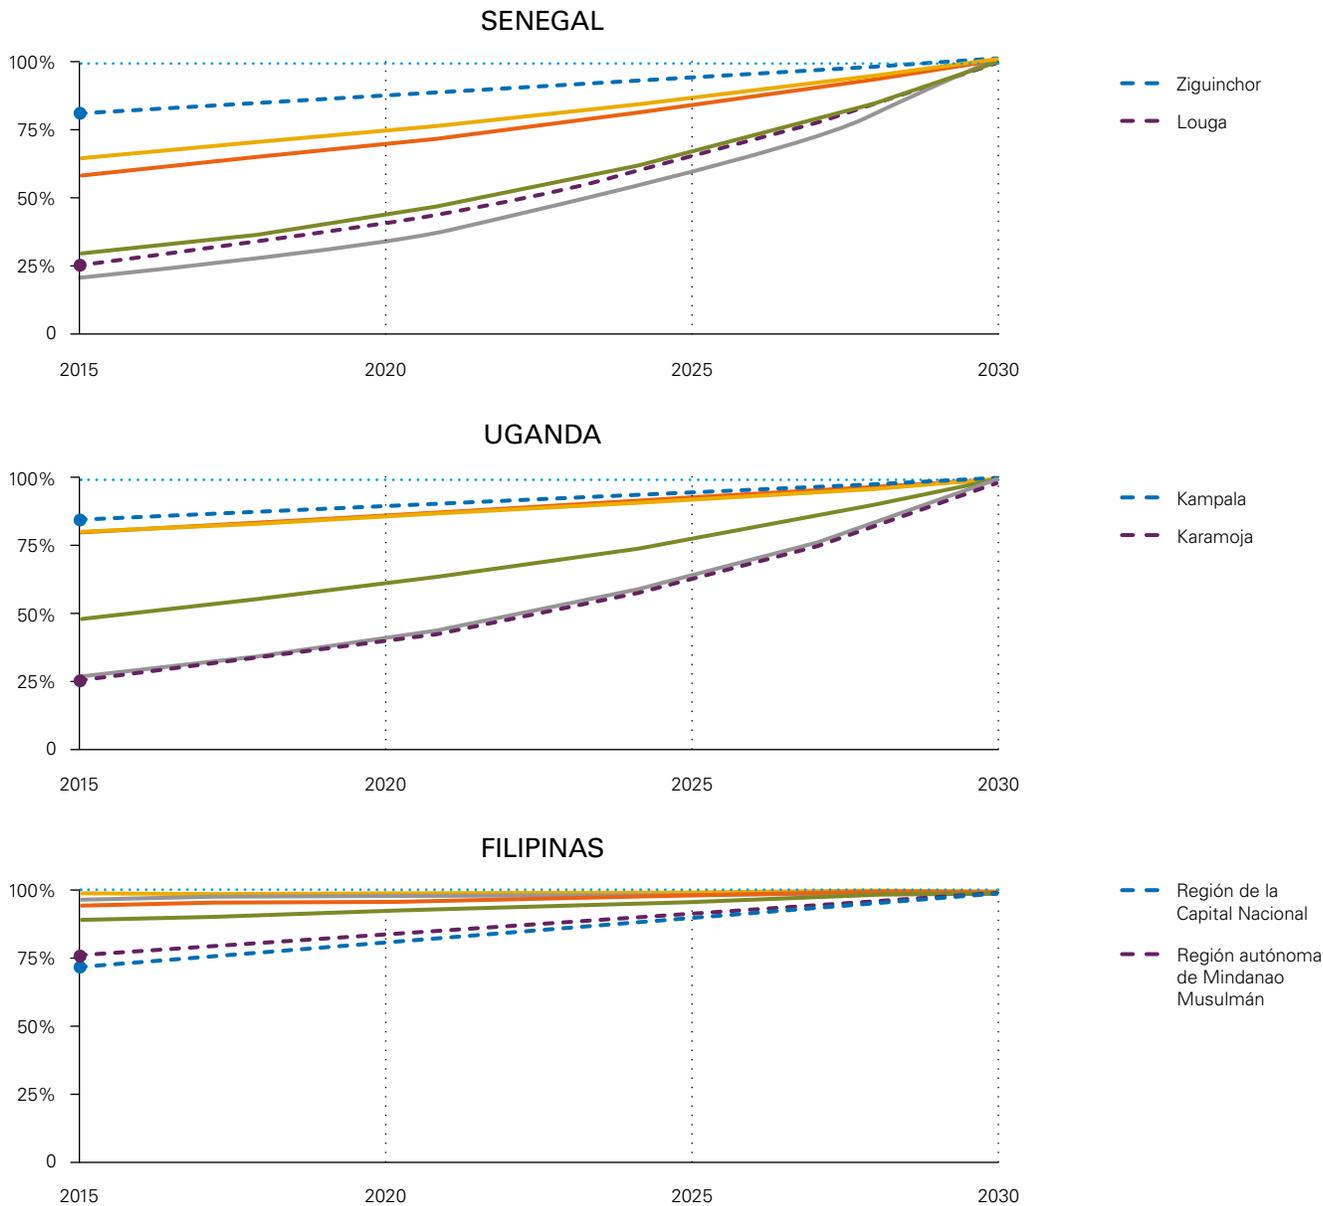 SENEGAL
100%
75%
50%
25%
0
2015 2020 2025 2030
Ziguinchor
Louga
UGANDA
100%
75%
50%
25%
0
2015 2020 2025 2030
Kampala
Karamoja
FILIPINAS
100%
75%
50%
25%
0
2015 2020 2025 2030
Región de la
Capital Nacional
Región autónoma
de Mindanao
Musulmán